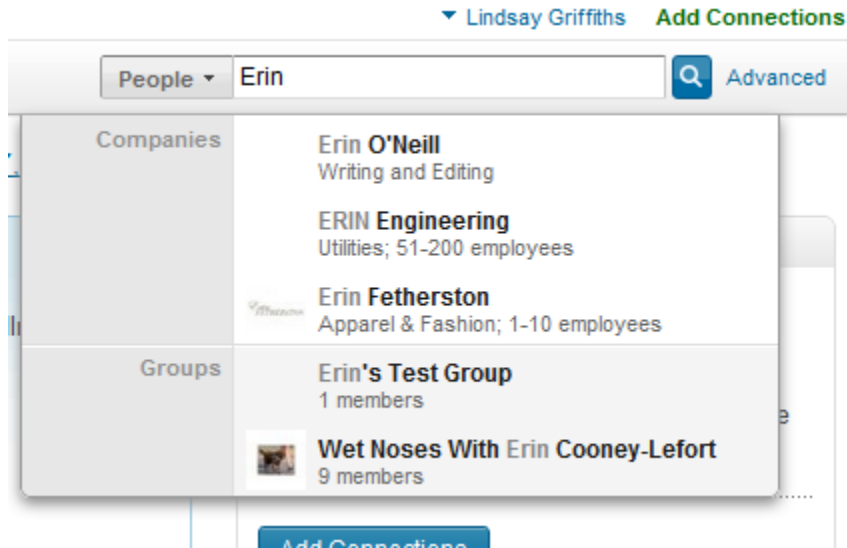 Lindsay Griffiths Add Connections
People Erin Advanced
Companies
Erin O'Neill
Writing and Editing
ERIN Engineering
Utilities; 51-200 employees
Erin Fetherston
Apparel & Fashion; 1-10 employees
Groups
Erin's Test Group
1 members
Wet Noses With Erin Cooney-Lefort
9 members
Add Connections